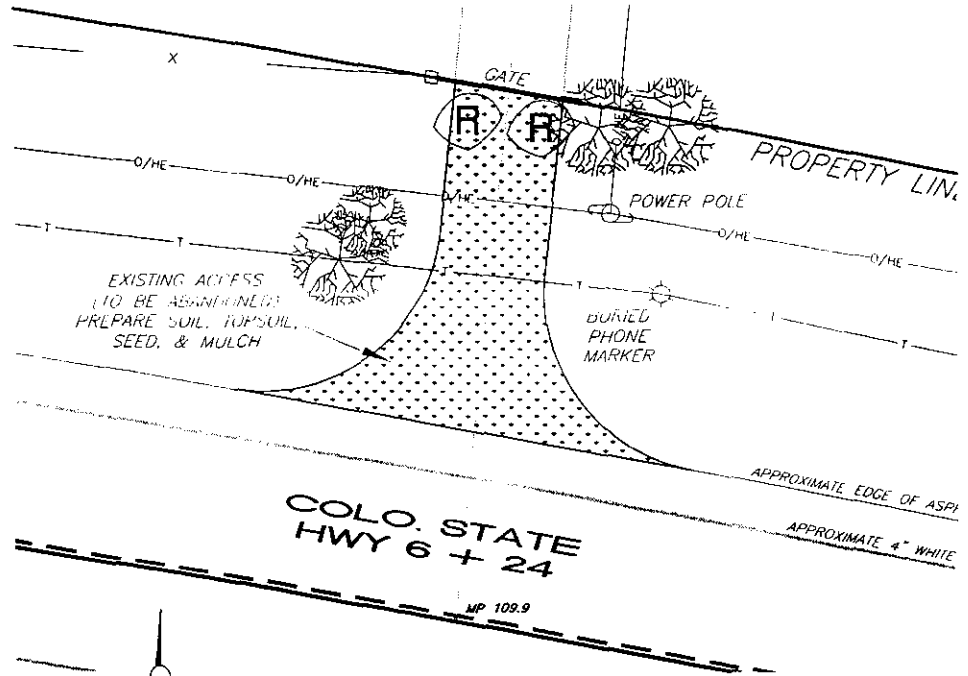 X
GATE
R R
PROPERTY LIN
O/HE O/HE O/HE O/HE O/HE
POWER POLE
T T T T T T
EXISTING ACCESS
(TO BE ABANDONED)
PREPARE SOIL, TOPSOIL,
SEED, & MULCH
BURIED
PHONE
MARKER
APPROXIMATE EDGE OF ASP
APPROXIMATE 4" WHITE
COLO. STATE
HWY 6 + 24
MP 109.9